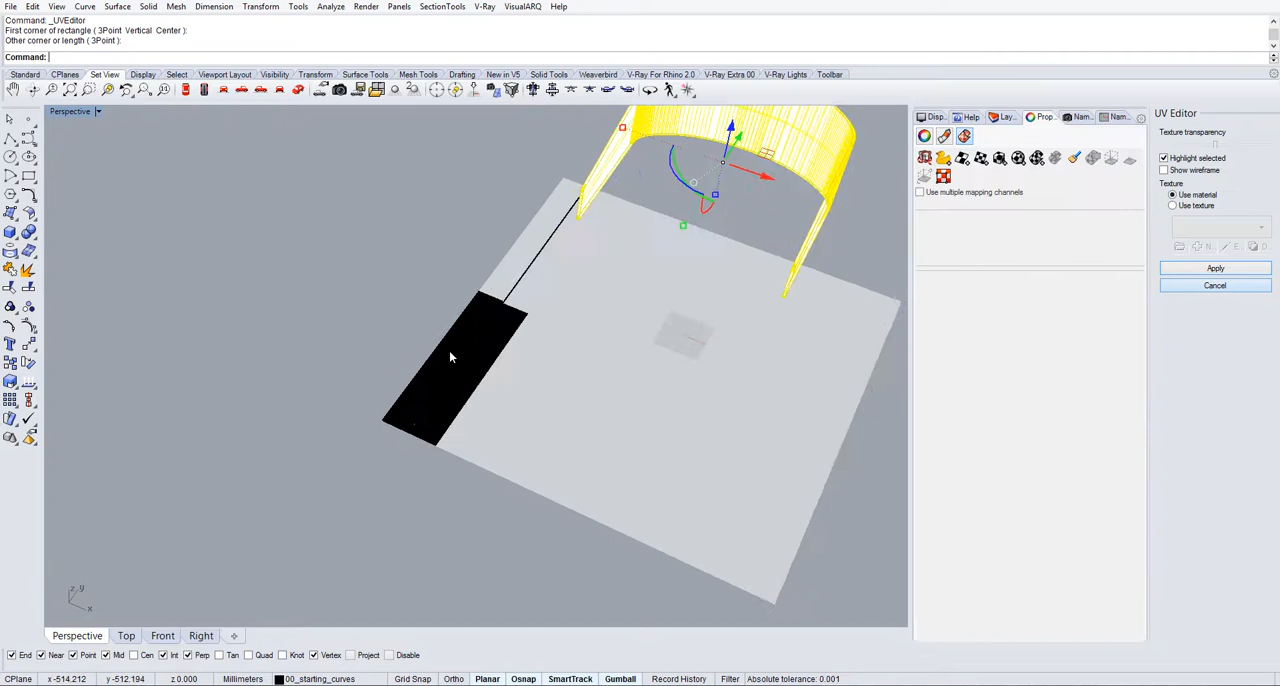 File Edit View Curve Surface Solid Mesh Dimension Transform Tools Analyze Render Panels SectionTools V-Ray VisualARQ Help
Command: _UVEditor
First corner of rectangle ( 3Point Vertical Center ):
Other corner or length ( 3Point ):
Command:
Standard CPlanes Set View Display Select Viewport Layout Visibility Transform Surface Tools Mesh Tools Drafting New in V5 Solid Tools Weaverbird V-Ray For Rhino 2.0 V-Ray Extra 00 V-Ray Lights Toolbar
Perspective
Disp... Help Lay... Prop... Nam... Nam...
Use multiple mapping channels
UV Editor
Texture transparency
Highlight selected
Show wireframe
Texture
Use material
Use texture
N... E... D...
Apply
Cancel
z y
x
Perspective Top Front Right
End Near Point Mid Cen Int Perp Tan Quad Knot Vertex Project Disable
CPlane x -514.212 y -512.194 z 0.000 Millimeters 00_starting_curves Grid Snap Ortho Planar Osnap SmartTrack Gumball Record History Filter Absolute tolerance: 0.001